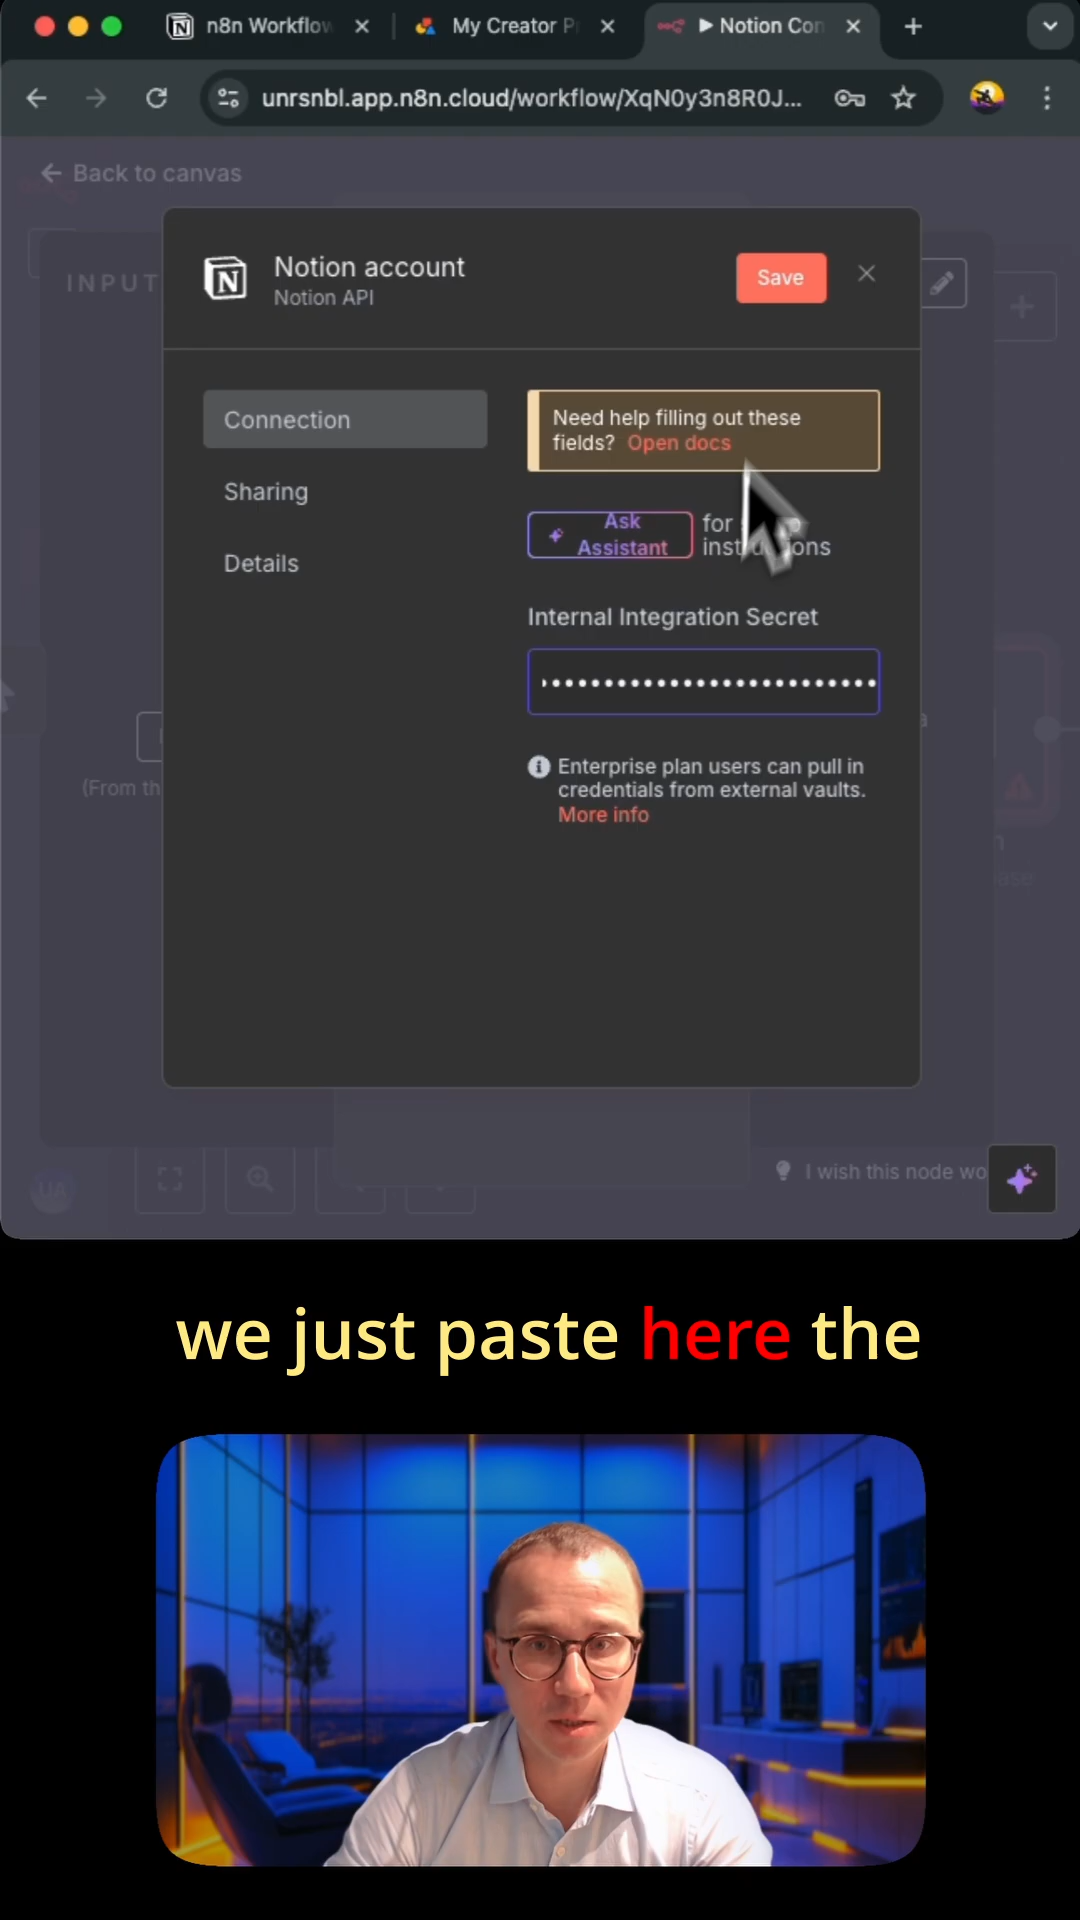 n8n Workflow
My Creator P
Notion Con
unrsnbl.app.n8n.cloud/workflow/XqN0y3n8R0J...
Back to canvas
INPUT
Notion account
Notion API
Save
Connection
Sharing
Details
Need help filling out these
fields? Open docs
Ask
Assistant
for
Internal Integration Secret
Enterprise plan users can pull in
credentials from external vaults.
More info
(From th
I wish this node wo
UA
we just paste here the